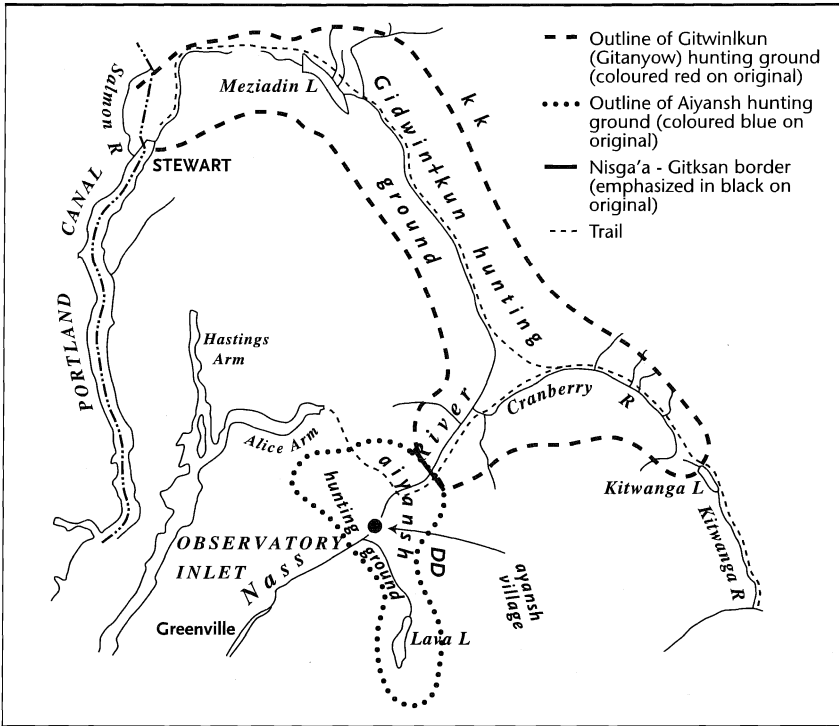 Outline of Gitwinlkun
(Gitanyow) hunting ground
(coloured red on original)
Outline of Aiyansh hunting
ground (coloured blue on
original)
Nisga'a - Gitksan border
(emphasized in black on
original)
Trail
Salmon R
Meziadin L
kk
Gidwintkun hunting
ground
STEWART
PORTLAND CANAL
Hastings
Arm
Alice Arm
Cranberry R
Kitwanga L
Kitwanga R
aiyansh
hunting ground
OBSERVATORY
INLET
Nass River
DD
ayansh
village
Greenville
Lava L